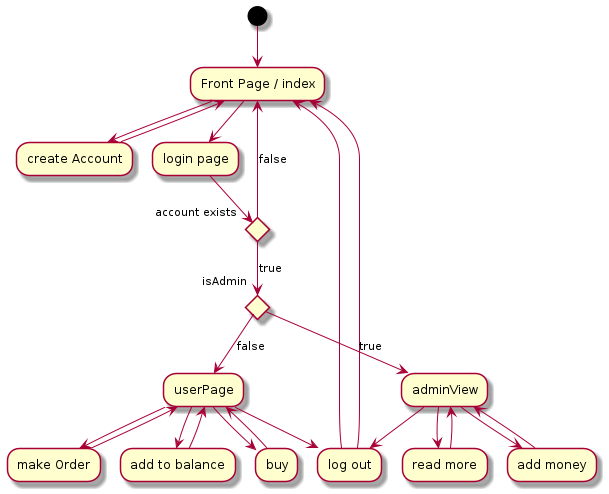 Front Page / index
create Account
login page
false
account exists
true
isAdmin
false
true
userPage
adminView
make Order
add to balance
buy
log out
read more
add money